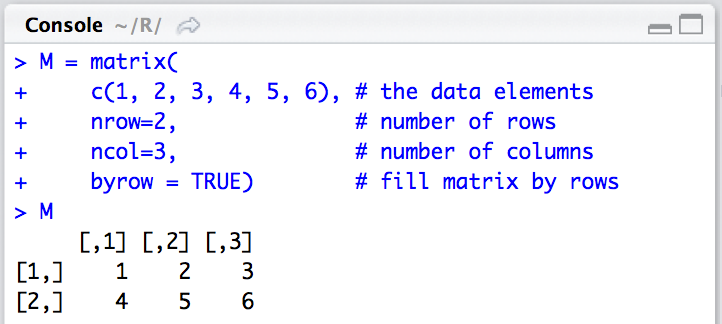 Console ~/R/
> M = matrix(
+     c(1, 2, 3, 4, 5, 6), # the data elements
+     nrow=2,              # number of rows
+     ncol=3,              # number of columns
+     byrow = TRUE)        # fill matrix by rows
> M
     [,1] [,2] [,3]
[1,]    1    2    3
[2,]    4    5    6